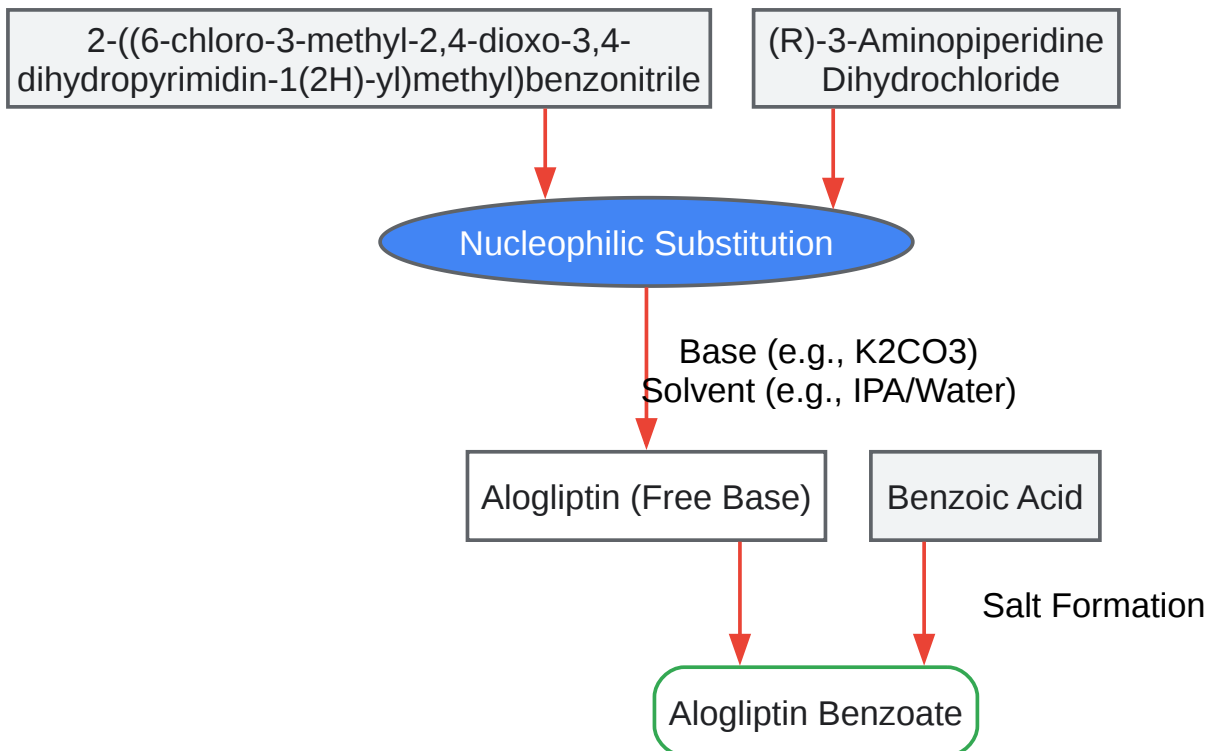 2-((6-chloro-3-methyl-2,4-dioxo-3,4-
dihydropyrimidin-1(2H)-yl)methyl)benzonitrile
(R)-3-Aminopiperidine
Dihydrochloride
Nucleophilic Substitution
Base (e.g., K2CO3)
Solvent (e.g., IPA/Water)
Alogliptin (Free Base)
Benzoic Acid
Salt Formation
Alogliptin Benzoate